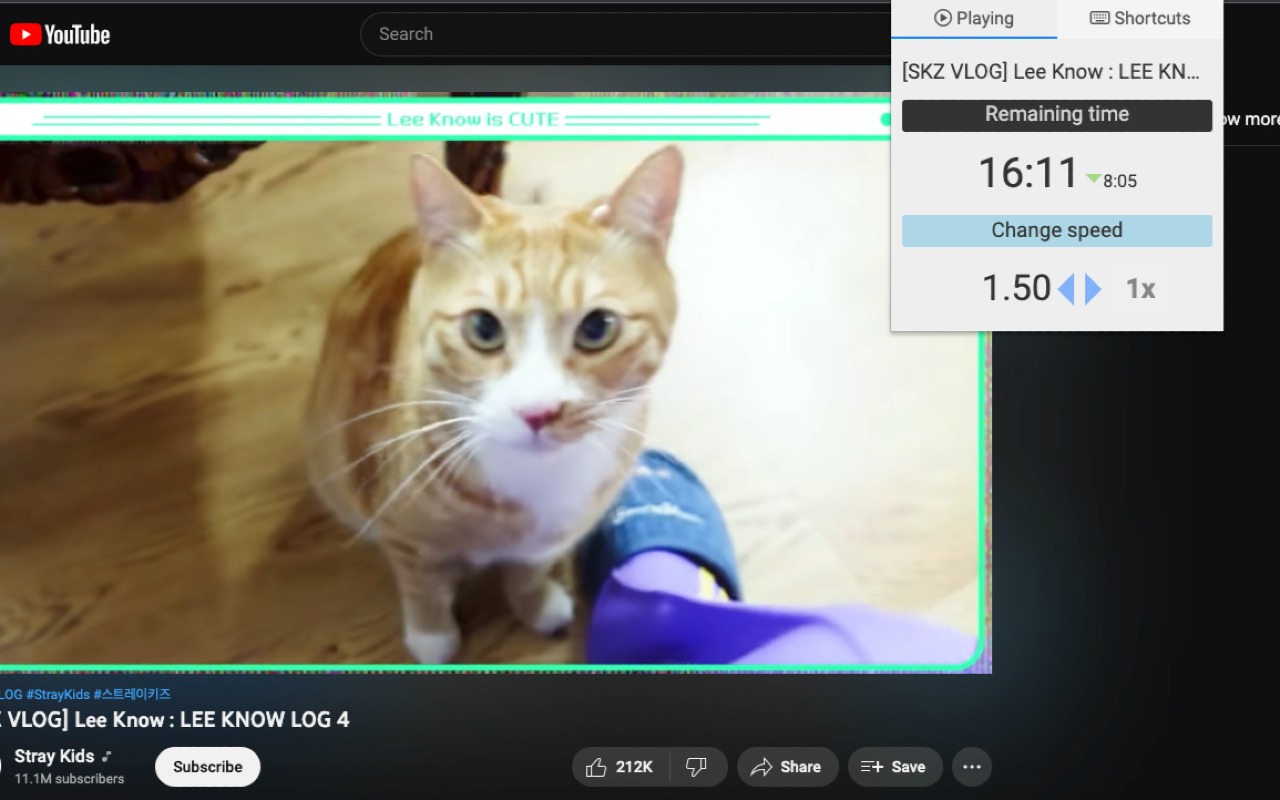 YouTube
Search
Playing
Shortcuts
[SKZ VLOG] Lee Know : LEE KN...
Remaining time
16:11
8:05
Change speed
1.50
1x
ow more
Lee Know is CUTE
LOG #StrayKids #스트레이키즈
Z VLOG] Lee Know : LEE KNOW LOG 4
Stray Kids
11.1M subscribers
Subscribe
212K
Share
Save